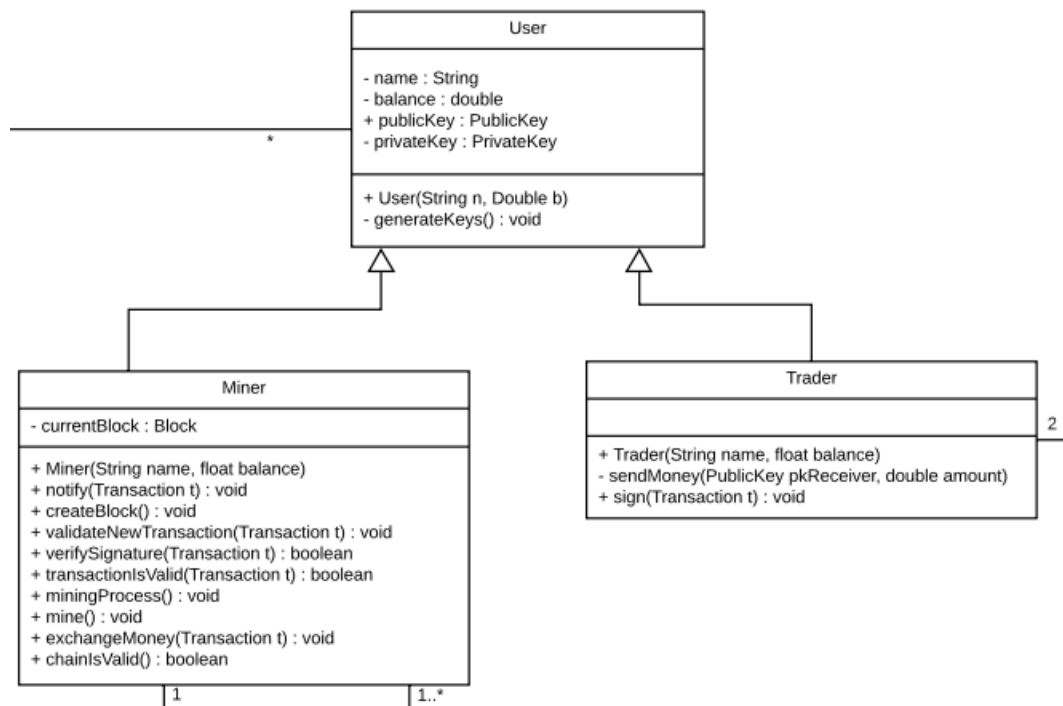 User
- name : String
- balance : double
+ publicKey : PublicKey
- privateKey : PrivateKey
*
+ User(String n, Double b)
- generateKeys() : void
Miner
- currentBlock : Block
+ Miner(String name, float balance)
+ notify(Transaction t) : void
+ createBlock() : void
+ validateNewTransaction(Transaction t) : void
+ verifySignature(Transaction t) : boolean
+ transactionIsValid(Transaction t) : boolean
+ miningProcess() : void
+ mine() : void
+ exchangeMoney(Transaction t) : void
+ chainIsValid() : boolean
1
1..*
Trader
2
+ Trader(String name, float balance)
- sendMoney(PublicKey pkReceiver, double amount)
+ sign(Transaction t) : void